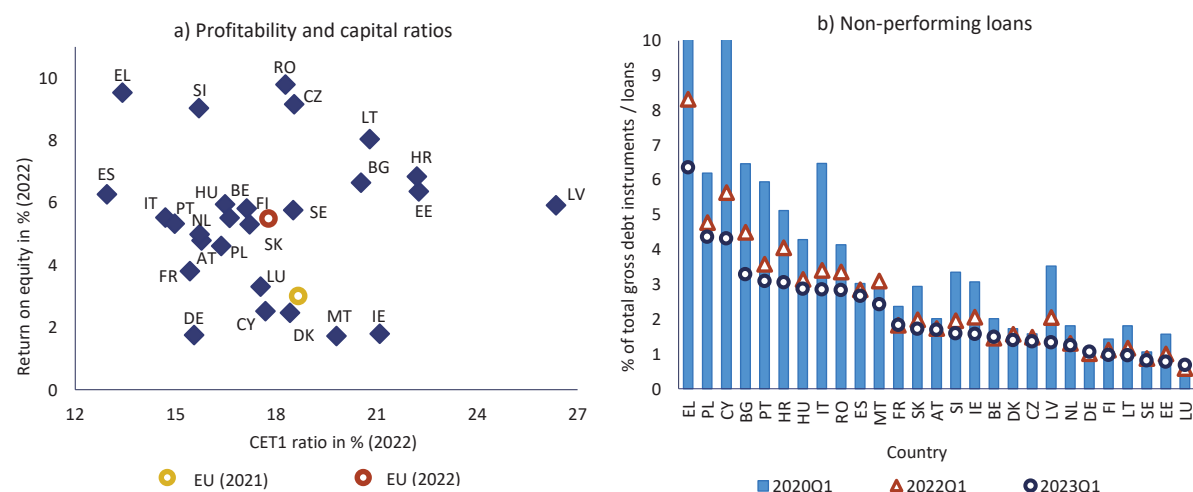 a) Profitability and capital ratios
Return on equity in % (2022)
10
8
6
4
2
0
12
15
18
21
24
27
CET1 ratio in % (2022)
EL
SI
RO
CZ
LT
HR
BG
EE
LV
ES
IT
PT
NL
HU
BE
FI
SE
SK
AT
PL
FR
LU
DE
CY
DK
MT
IE
EU (2021)
EU (2022)
b) Non-performing loans
% of total gross debt instruments / loans
10
9
8
7
6
5
4
3
2
1
0
EL
PL
CY
BG
PT
HR
HU
IT
RO
ES
MT
FR
SK
AT
SI
IE
BE
DK
CZ
LV
NL
DE
FI
LT
SE
EE
LU
Country
2020Q1
2022Q1
2023Q1